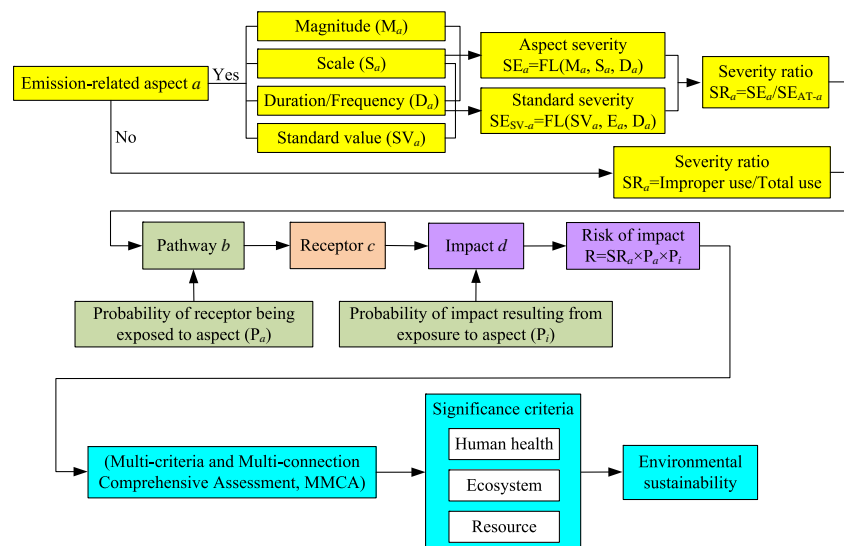 Magnitude (Mₐ)
Scale (Sₐ)
Duration/Frequency (Dₐ)
Standard value (SVₐ)
Emission-related aspect a
Yes
No
Aspect severity
SEₐ=FL(Mₐ, Sₐ, Dₐ)
Standard severity
SE_SV-a=FL(SVₐ, Eₐ, Dₐ)
Severity ratio
SRₐ=SEₐ/SE_AT-a
Severity ratio
SRₐ=Improper use/Total use
Pathway b
Receptor c
Impact d
Risk of impact
R=SRₐ×Pₐ×Pᵢ
Probability of receptor being
exposed to aspect (Pₐ)
Probability of impact resulting from
exposure to aspect (Pᵢ)
(Multi-criteria and Multi-connection
Comprehensive Assessment, MMCA)
Significance criteria
Human health
Ecosystem
Resource
Environmental
sustainability